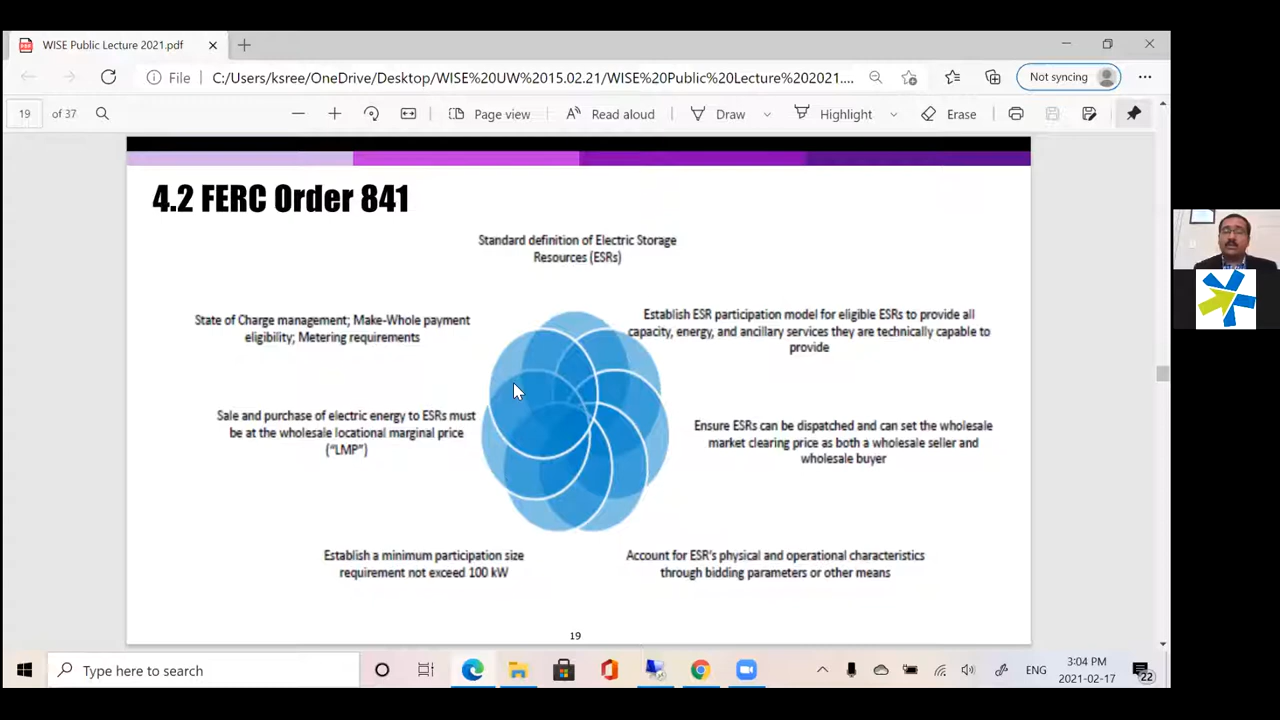 WISE Public Lecture 2021.pdf
File
C:/Users/ksree/OneDrive/Desktop/WISE%20UW%2015.02.21/WISE%20Public%20Lecture%202021....
Not syncing
19 of 37
Page view
Read aloud
Draw
Highlight
Erase
4.2 FERC Order 841
Standard definition of Electric Storage
Resources (ESRs)
State of Charge management; Make-Whole payment
eligibility; Metering requirements
Establish ESR participation model for eligible ESRs to provide all
capacity, energy, and ancillary services they are technically capable to
provide
Sale and purchase of electric energy to ESRs must
be at the wholesale locational marginal price
(“LMP”)
Ensure ESRs can be dispatched and can set the wholesale
market clearing price as both a wholesale seller and
wholesale buyer
Establish a minimum participation size
requirement not exceed 100 kW
Account for ESR's physical and operational characteristics
through bidding parameters or other means
19
Type here to search
ENG
3:04 PM
2021-02-17
22